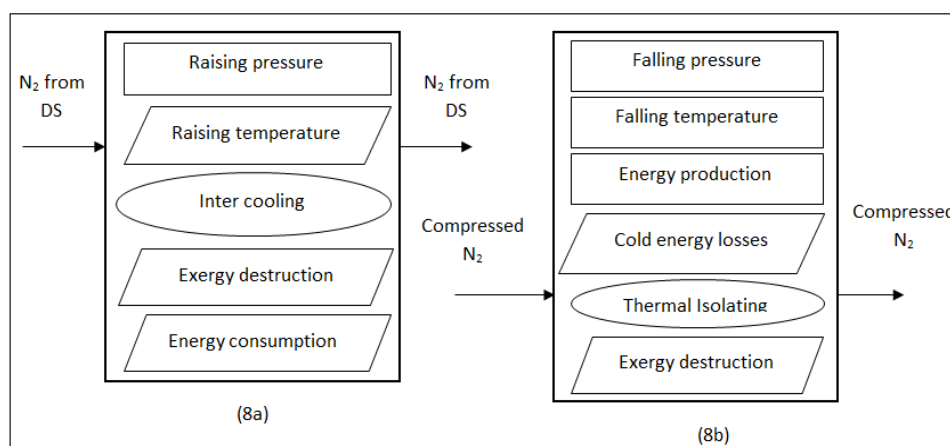 N₂ from
DS
Raising pressure
Raising temperature
Inter cooling
Exergy destruction
Energy consumption
N₂ from
DS
(8a)
Compressed
N₂
Falling pressure
Falling temperature
Energy production
Cold energy losses
Thermal Isolating
Exergy destruction
Compressed
N₂
(8b)